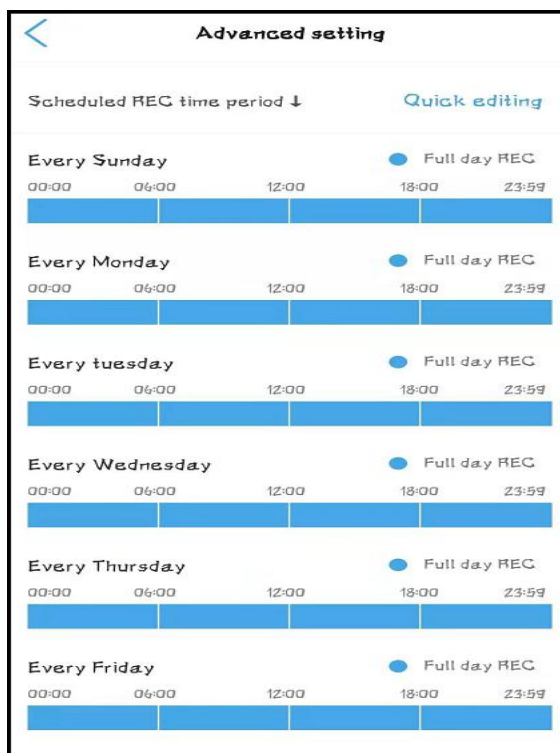 Advanced setting
Scheduled REC time period ↓ Quick editing
Every Sunday Full day REC
00:00 06:00 12:00 18:00 23:59
Every Monday Full day REC
00:00 06:00 12:00 18:00 23:59
Every tuesday Full day REC
00:00 06:00 12:00 18:00 23:59
Every Wednesday Full day REC
00:00 06:00 12:00 18:00 23:59
Every Thursday Full day REC
00:00 06:00 12:00 18:00 23:59
Every Friday Full day REC
00:00 06:00 12:00 18:00 23:59